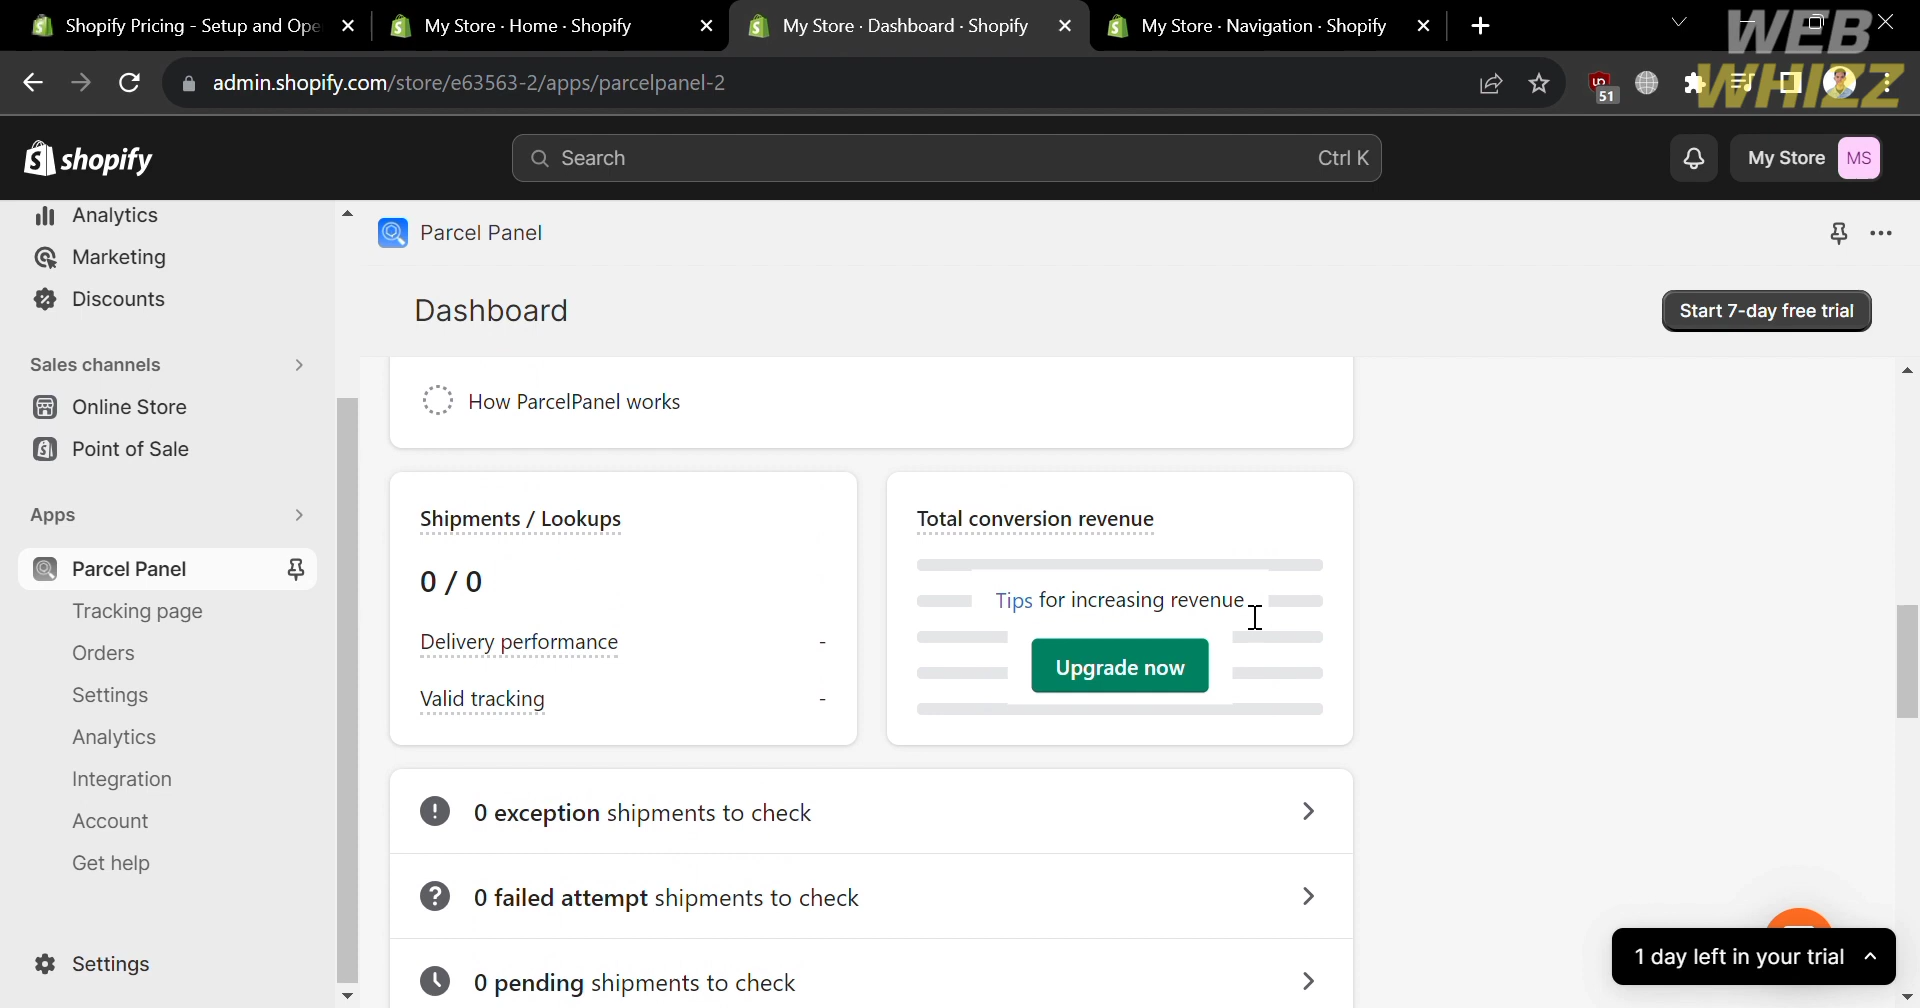 Shopify Pricing - Setup and Ope
My Store · Home · Shopify
My Store · Dashboard · Shopify
My Store · Navigation · Shopify
WEB
WHIZZ
admin.shopify.com/store/e63563-2/apps/parcelpanel-2
51
shopify
Search
Ctrl K
My Store
MS
Analytics
Marketing
Discounts
Sales channels
Online Store
Point of Sale
Apps
Parcel Panel
Tracking page
Orders
Settings
Analytics
Integration
Account
Get help
Settings
Parcel Panel
Dashboard
Start 7-day free trial
How ParcelPanel works
Shipments / Lookups
0 / 0
Delivery performance -
Valid tracking -
Total conversion revenue
Tips for increasing revenue
Upgrade now
0 exception shipments to check
0 failed attempt shipments to check
0 pending shipments to check
1 day left in your trial